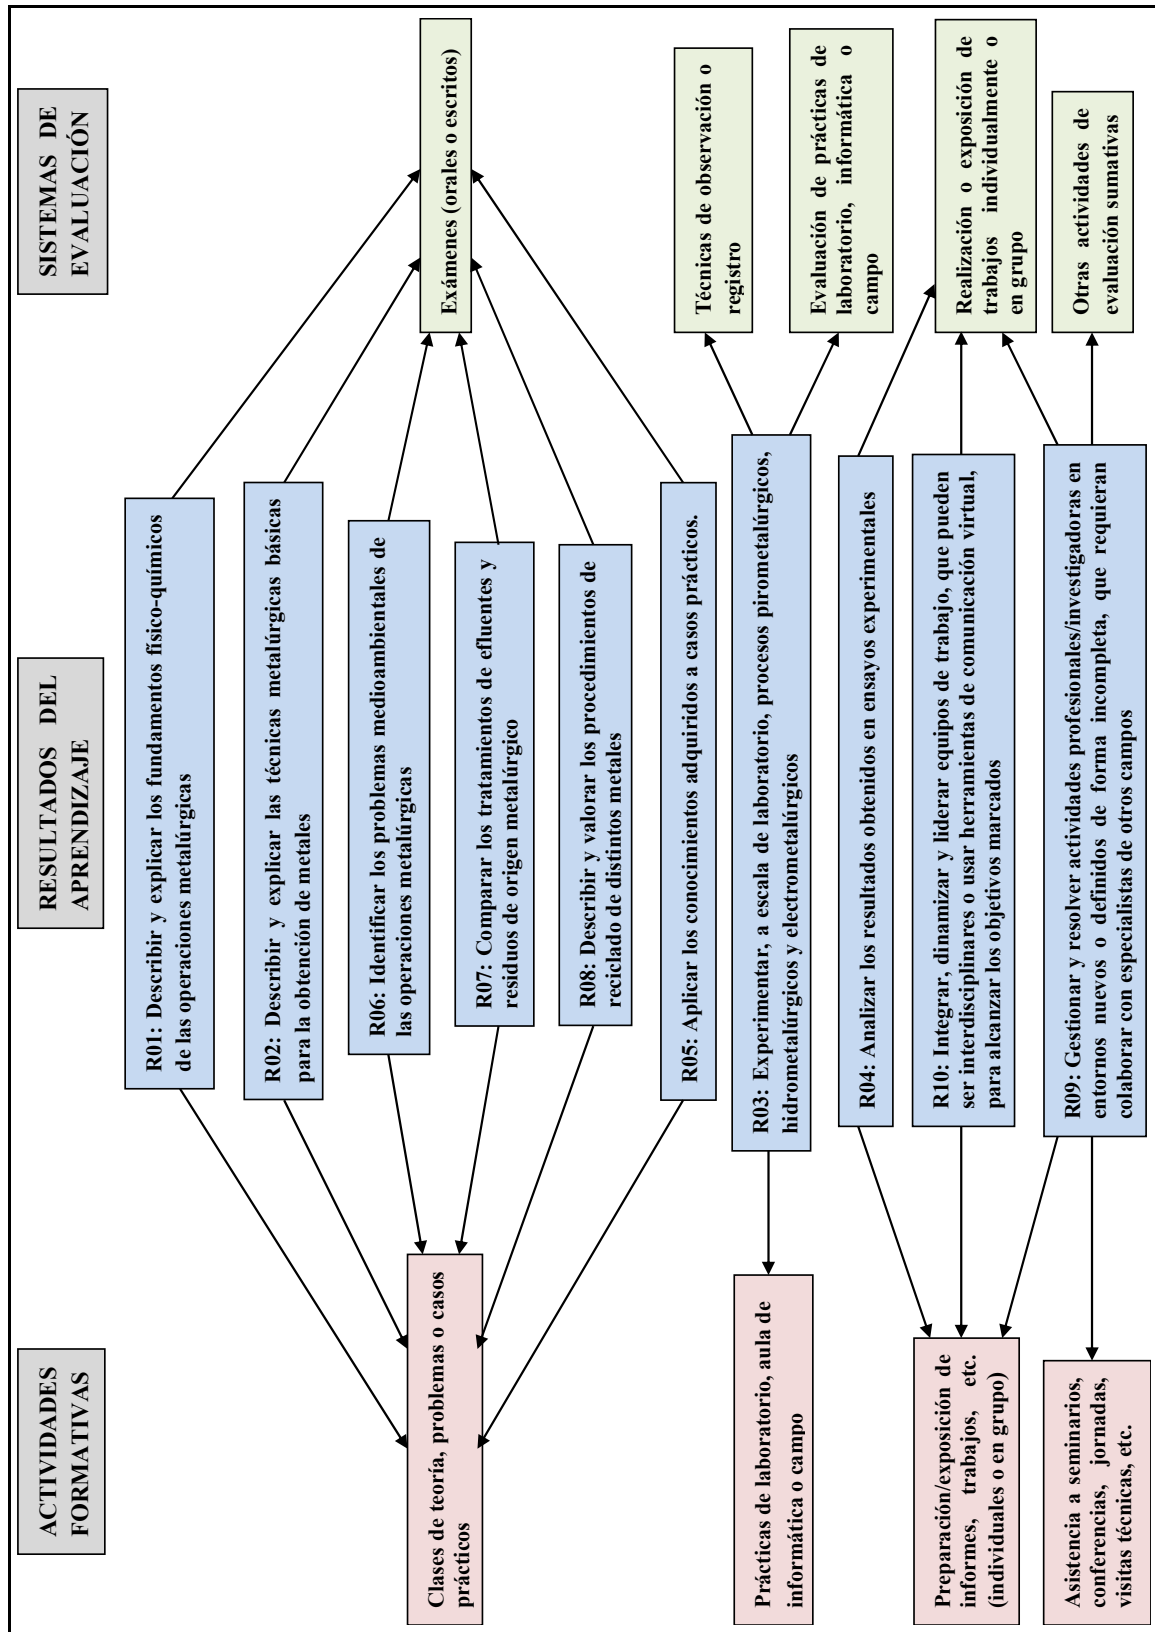 ACTIVIDADES
FORMATIVAS
RESULTADOS DEL
APRENDIZAJE
SISTEMAS DE
EVALUACIÓN
Clases de teoría, problemas o casos
prácticos
Prácticas de laboratorio, aula de
informática o campo
Preparación/exposición de
informes, trabajos, etc.
(individuales o en grupo)
Asistencia a seminarios,
conferencias, jornadas,
visitas técnicas, etc.
R01: Describir y explicar los fundamentos físico-químicos
de las operaciones metalúrgicas
R02: Describir y explicar las técnicas metalúrgicas básicas
para la obtención de metales
R06: Identificar los problemas medioambientales de
las operaciones metalúrgicas
R07: Comparar los tratamientos de efluentes y
residuos de origen metalúrgico
R08: Describir y valorar los procedimientos de
reciclado de distintos metales
R05: Aplicar los conocimientos adquiridos a casos prácticos.
R03: Experimentar, a escala de laboratorio, procesos pirometalúrgicos,
hidrometalúrgicos y electrometalúrgicos
R04: Analizar los resultados obtenidos en ensayos experimentales
R10: Integrar, dinamizar y liderar equipos de trabajo, que pueden
ser interdisciplinares o usar herramientas de comunicación virtual,
para alcanzar los objetivos marcados
R09: Gestionar y resolver actividades profesionales/investigadoras en
entornos nuevos o definidos de forma incompleta, que requieran
colaborar con especialistas de otros campos
Exámenes (orales o escritos)
Técnicas de observación o
registro
Evaluación de prácticas de
laboratorio, informática o
campo
Realización o exposición de
trabajos individualmente o
en grupo
Otras actividades de
evaluación sumativas